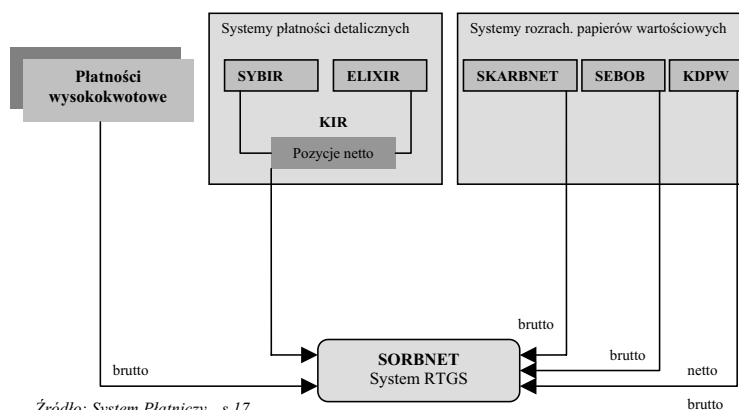 Systemy płatności detalicznych
Systemy rozrach. papierów wartościowych
Płatności
wysokokwotowe
SYBIR
ELIXIR
SKARBNET
SEBOB
KDPW
KIR
Pozycje netto
brutto
SORBNET
System RTGS
brutto
brutto
netto
brutto
Źródło: System Płatniczy... s.17